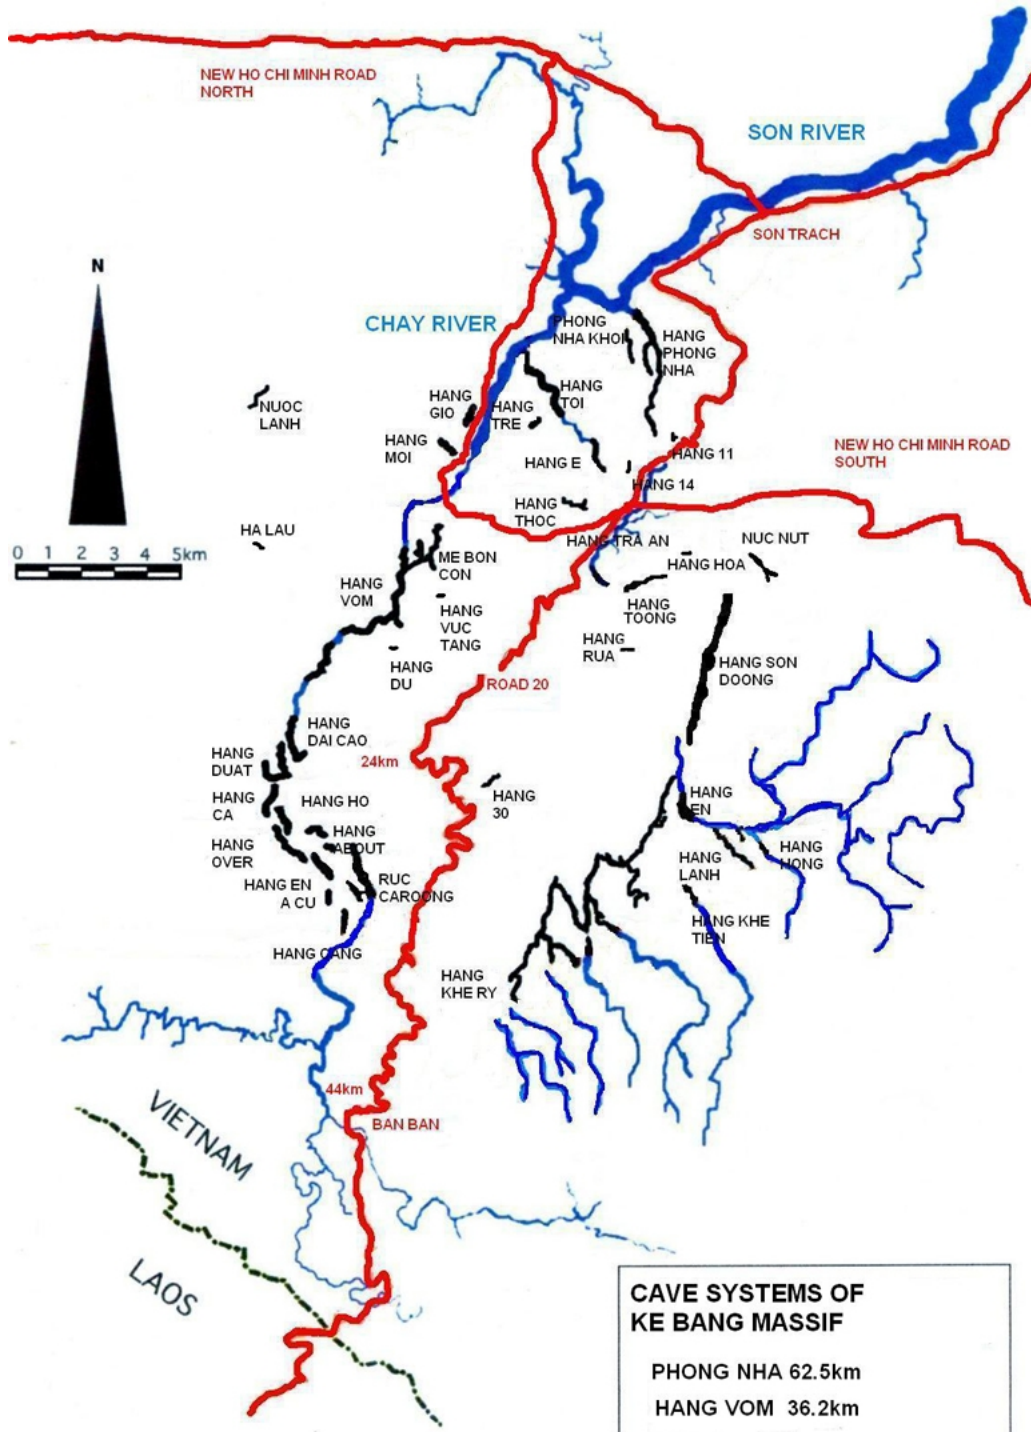 NEW HO CHI MINH ROAD
NORTH
SON RIVER
SON TRACH
N
CHAY RIVER
PHONG
NHA KHOI
HANG
PHONG
NHA
HANG
TOI
NUOC
LANH
HANG
GIO
HANG
TRE
HANG
MOI
HANG E
HANG 11
HANG 14
NEW HO CHI MINH ROAD
SOUTH
HANG
THOC
HA LAU
0 1 2 3 4 5km
HANG TRA AN
NUC NUT
ME BON
CON
HANG HOA
HANG
VOM
HANG
VUC
TANG
HANG
TOONG
HANG
RUA
HANG
DU
ROAD 20
HANG SON
DOONG
HANG
DAI CAO
HANG
DUAT
24km
HANG
CA
HANG HO
HANG
30
HANG
EN
HANG
OVER
HANG
ABOUT
HANG
LANH
HANG
HONG
HANG EN
A CU
RUC
CAROONG
HANG KHE
TIEN
HANG CANG
HANG
KHE RY
44km
BAN BAN
VIETNAM
LAOS
CAVE SYSTEMS OF
KE BANG MASSIF
PHONG NHA 62.5km
HANG VOM 36.2km